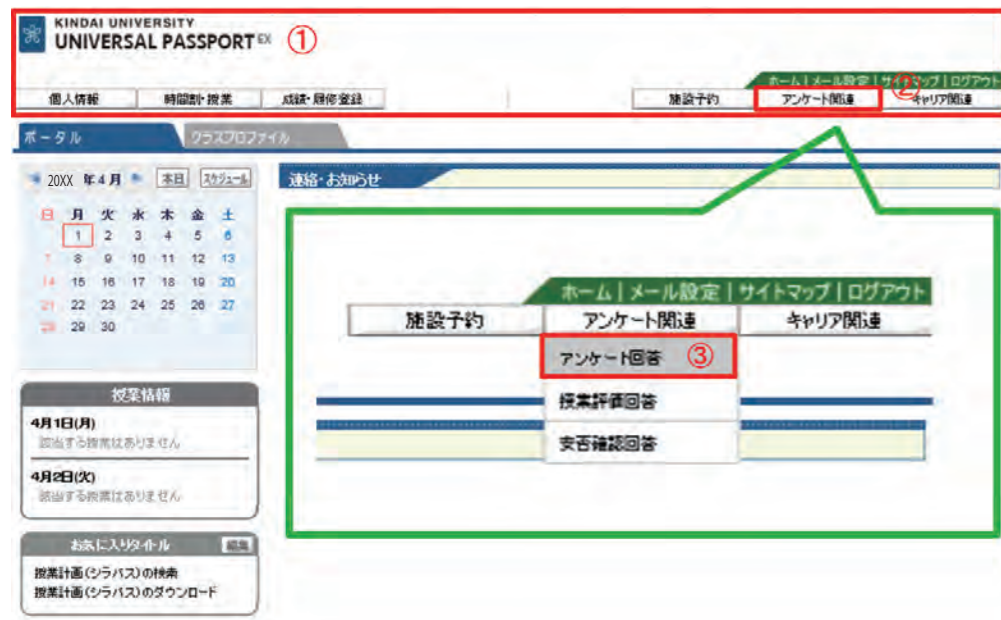 KINDAI UNIVERSITY
UNIVERSAL PASSPORT EX ①
ホーム | メール設定 | サイトマップ | ログアウト
個人情報 時間割・授業 成績・履修登録 施設予約 アンケート関連 ② キャリア関連
ポータル クラスプロファイル
20XX 年 4 月 本日 スケジュール
連絡・お知らせ
日 月 火 水 木 金 土
1 2 3 4 5 6
7 8 9 10 11 12 13
14 15 16 17 18 19 20
21 22 23 24 25 26 27
28 29 30
ホーム | メール設定 | サイトマップ | ログアウト
施設予約 アンケート関連 キャリア関連
アンケート回答 ③
授業評価回答
安否確認回答
授業情報
4月1日(月)
該当する授業はありません
4月2日(火)
該当する授業はありません
お気に入りタイトル 編集
授業計画(シラバス)の検索
授業計画(シラバス)のダウンロード